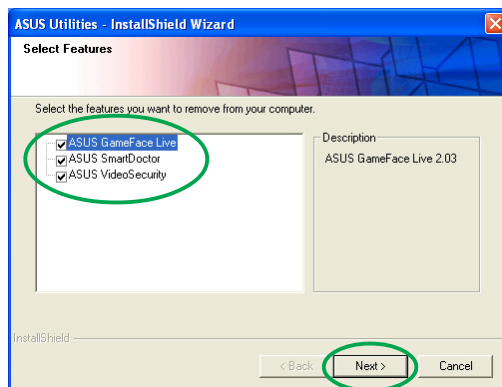 ASUS Utilities - InstallShield Wizard
Select Features
Select the features you want to remove from your computer.
ASUS GameFace Live
ASUS SmartDoctor
ASUS VideoSecurity
Description
ASUS GameFace Live 2.03
InstallShield
< Back
Next >
Cancel